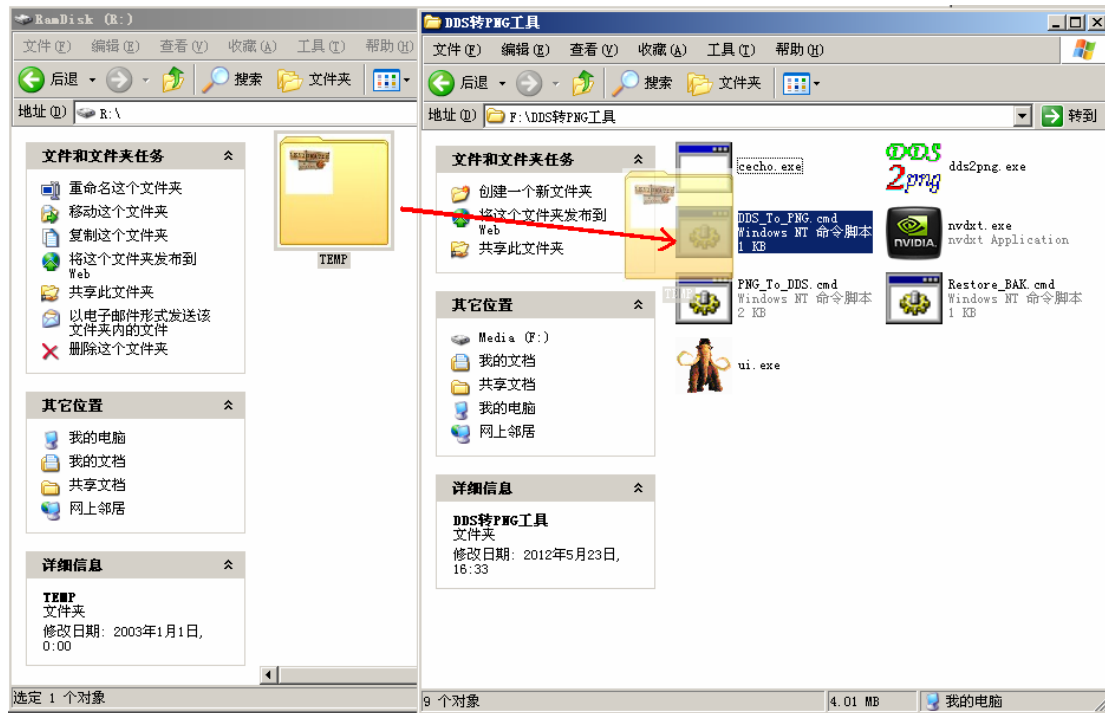 RamDisk (R:)
文件(F) 编辑(E) 查看(V) 收藏(A) 工具(T) 帮助(H)
后退 搜索 文件夹
地址(D) R:\
文件和文件夹任务
重命名这个文件夹
移动这个文件夹
复制这个文件夹
将这个文件夹发布到
Web
共享此文件夹
以电子邮件形式发送该
文件夹内的文件
删除这个文件夹
其它位置
我的电脑
我的文档
共享文档
网上邻居
详细信息
TEMP
文件夹
修改日期: 2003年1月1日,
0:00
TEMP
选定 1 个对象
DDS转PNG工具
文件(F) 编辑(E) 查看(V) 收藏(A) 工具(T) 帮助(H)
后退 搜索 文件夹
地址(D) F:\DDS转PNG工具 转到
文件和文件夹任务
创建一个新文件夹
将这个文件夹发布到
Web
共享此文件夹
其它位置
Media (F:)
我的文档
共享文档
我的电脑
网上邻居
详细信息
DDS转PNG工具
文件夹
修改日期: 2012年5月23日,
16:33
cecho.exe
DDS
2png
dds2png.exe
DDS_To_PNG.cmd
Windows NT 命令脚本
1 KB
NVIDIA
nvdxt.exe
nvdxt Application
TEMP
PNG_To_DDS.cmd
Windows NT 命令脚本
2 KB
Restore_BAK.cmd
Windows NT 命令脚本
1 KB
ui.exe
9 个对象
4.01 MB
我的电脑